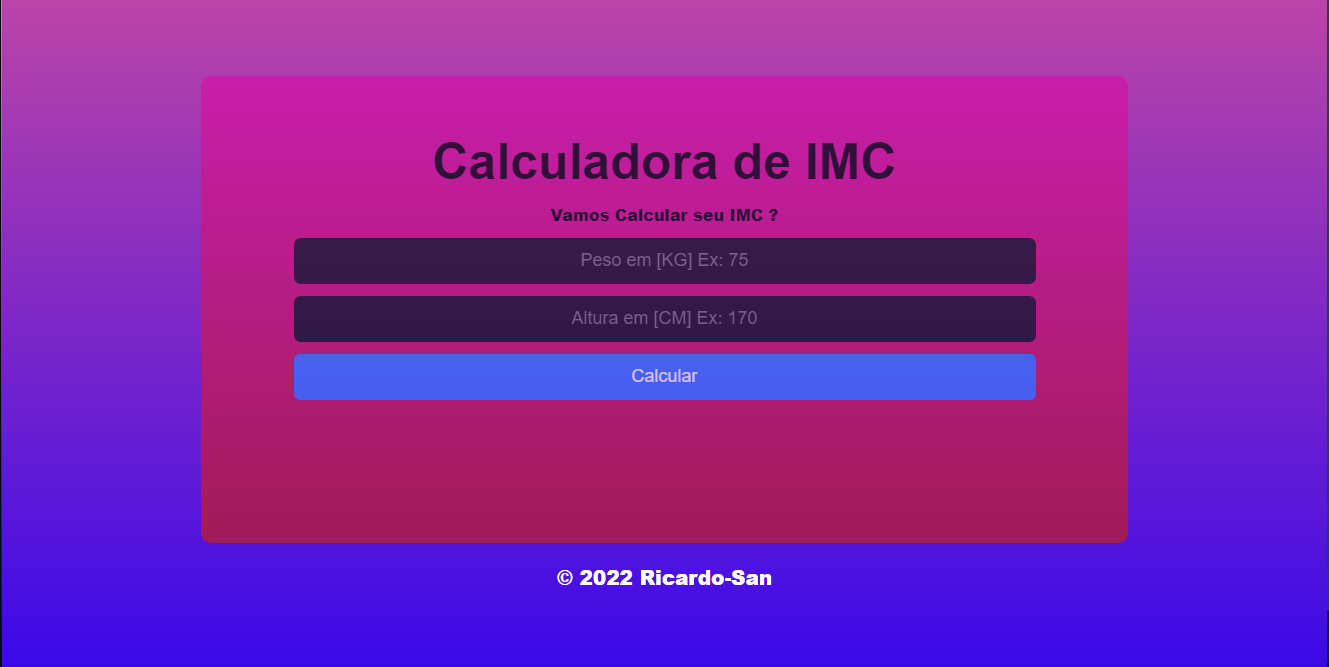 Calculadora de IMC
Vamos Calcular seu IMC ?
Peso em [KG] Ex: 75
Altura em [CM] Ex: 170
Calcular
© 2022 Ricardo-San